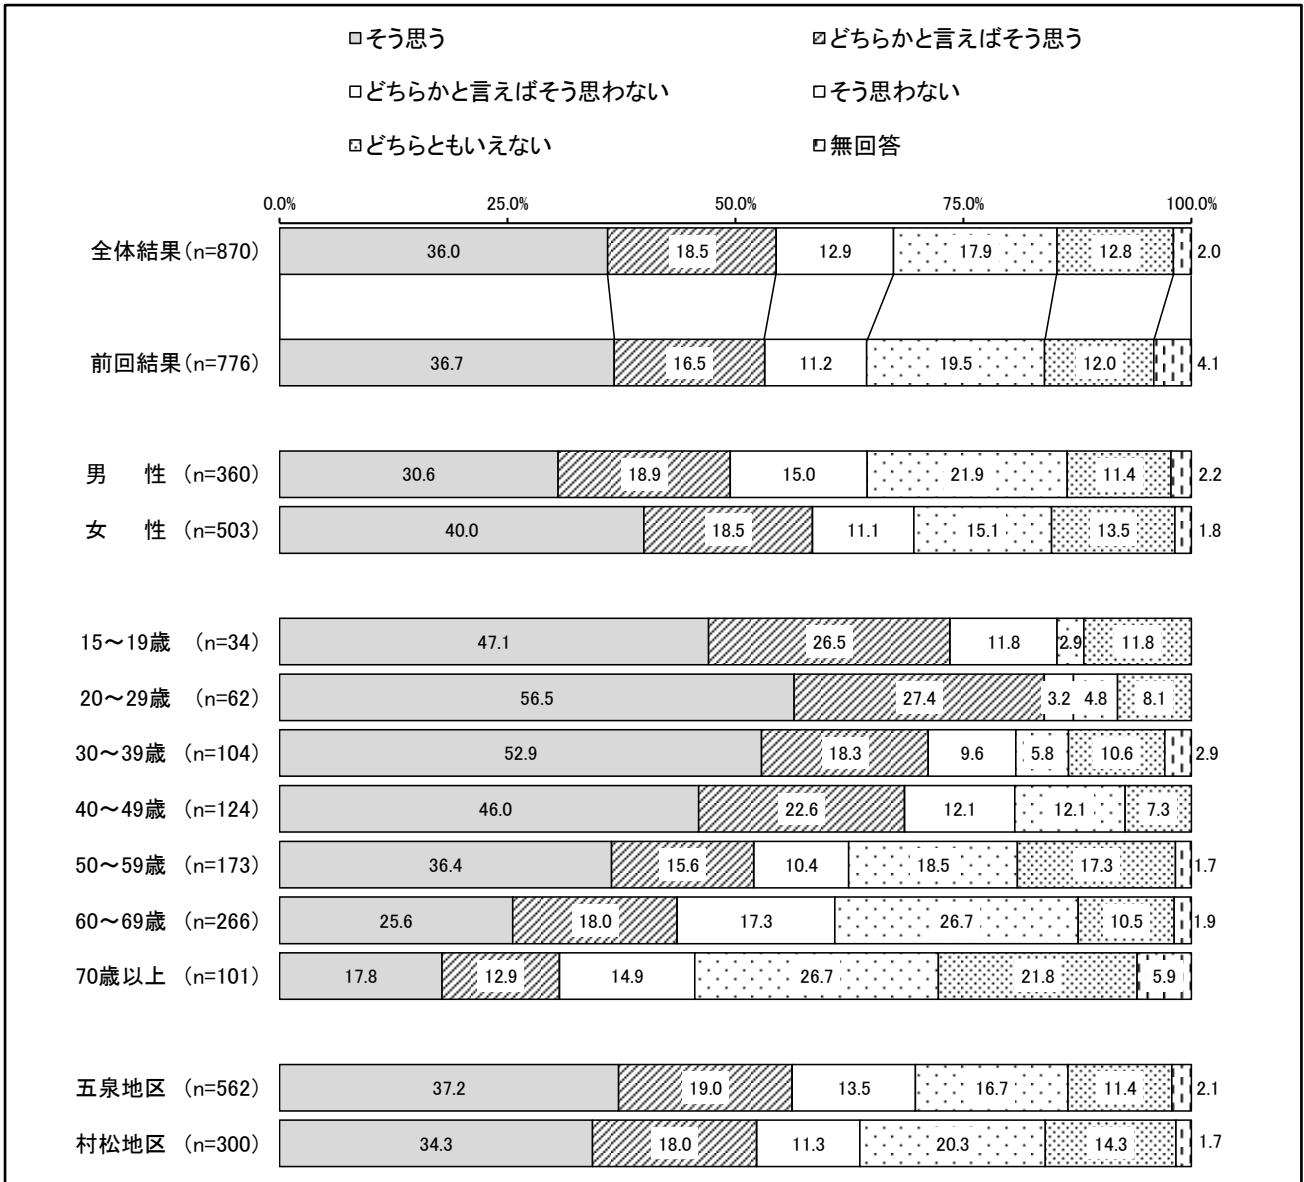 そう思う どちらかと言えばそう思う
どちらかと言えばそう思わない そう思わない
どちらともいえない 無回答
0.0% 25.0% 50.0% 75.0% 100.0%
全体結果(n=870) 36.0 18.5 12.9 17.9 12.8 2.0
前回結果(n=776) 36.7 16.5 11.2 19.5 12.0 4.1
男 性 (n=360) 30.6 18.9 15.0 21.9 11.4 2.2
女 性 (n=503) 40.0 18.5 11.1 15.1 13.5 1.8
15～19歳 (n=34) 47.1 26.5 11.8 2.9 11.8
20～29歳 (n=62) 56.5 27.4 3.2 4.8 8.1
30～39歳 (n=104) 52.9 18.3 9.6 5.8 10.6 2.9
40～49歳 (n=124) 46.0 22.6 12.1 12.1 7.3
50～59歳 (n=173) 36.4 15.6 10.4 18.5 17.3 1.7
60～69歳 (n=266) 25.6 18.0 17.3 26.7 10.5 1.9
70歳以上 (n=101) 17.8 12.9 14.9 26.7 21.8 5.9
五泉地区 (n=562) 37.2 19.0 13.5 16.7 11.4 2.1
村松地区 (n=300) 34.3 18.0 11.3 20.3 14.3 1.7